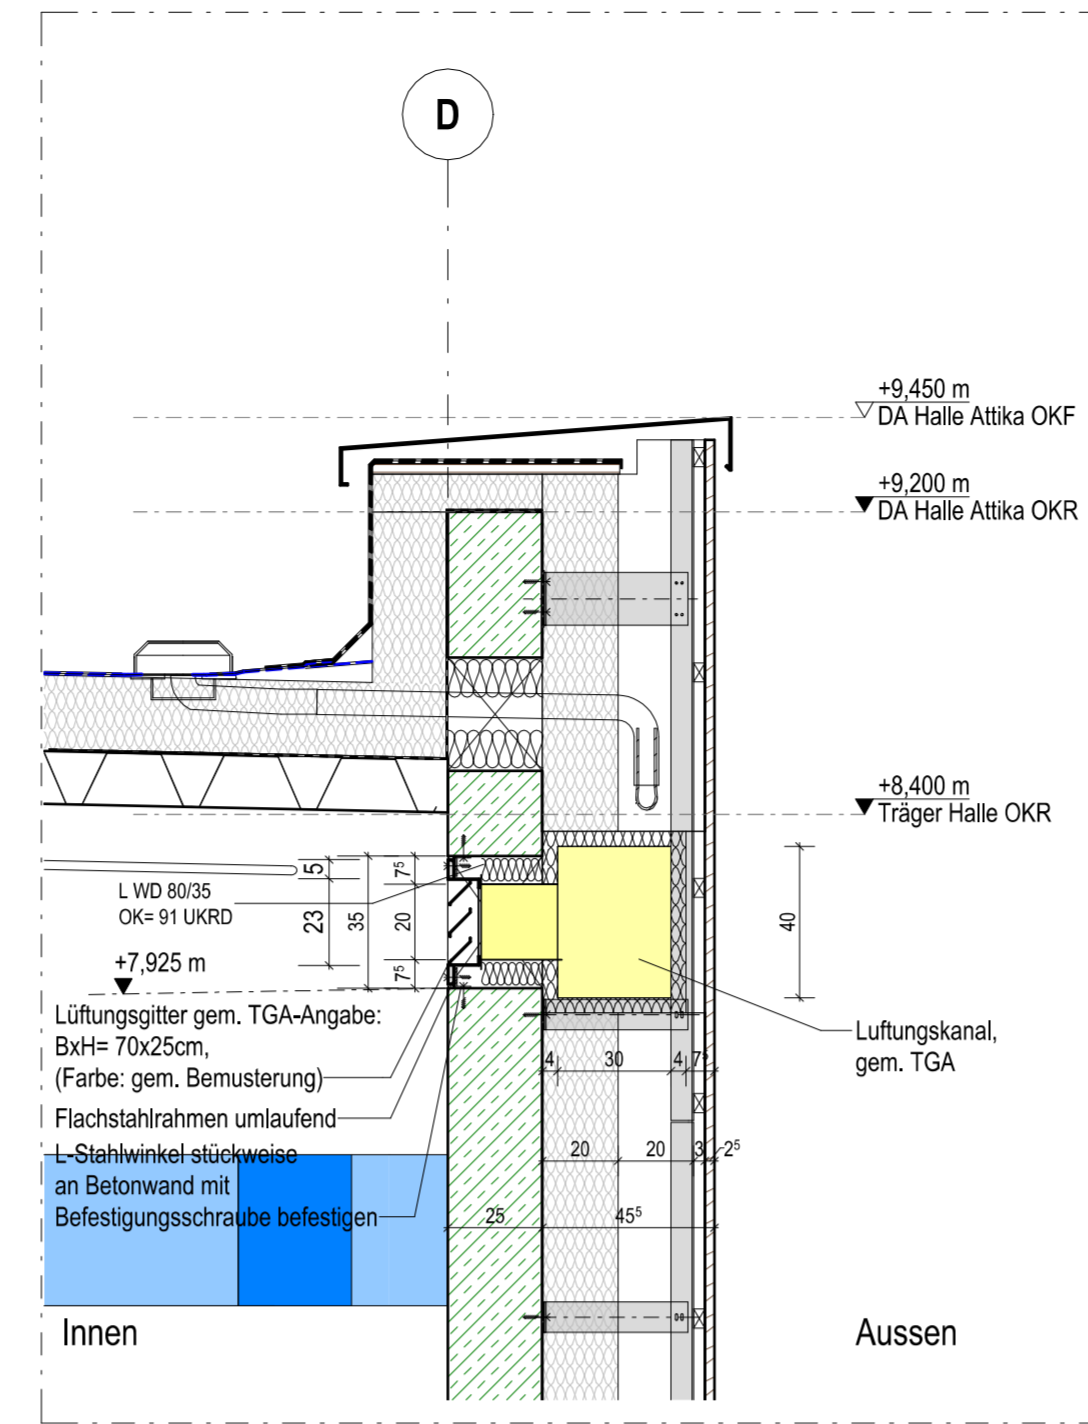 D
+9,450 m
DA Halle Attika OKF
+9,200 m
DA Halle Attika OKR
+8,400 m
Träger Halle OKR
L WD 80/35
OK= 91 UKRD
5
23
35
7⁵
20
7⁵
40
+7,925 m
Lüftungsgitter gem. TGA-Angabe:
BxH= 70x25cm,
(Farbe: gem. Bemusterung)
Flachstahlrahmen umlaufend
L-Stahlwinkel stückweise
an Betonwand mit
Befestigungsschraube befestigen
Luftungskanal,
gem. TGA
4 30 4 7⁵
20 20 3 2⁵
25 45⁵
Innen
Aussen